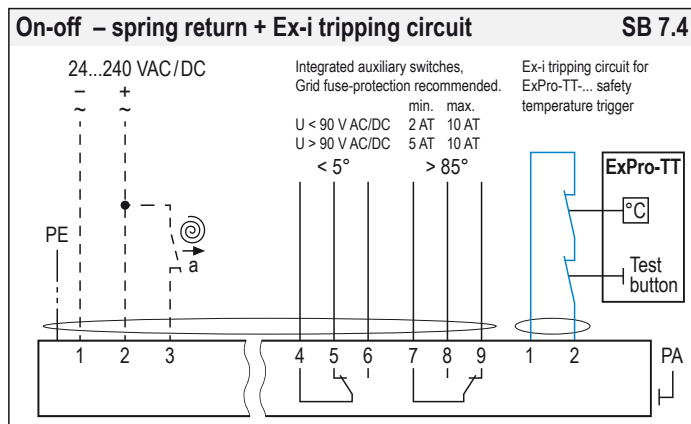 On-off – spring return + Ex-i tripping circuit SB 7.4
24...240 VAC/DC
– +
~ ~
Integrated auxiliary switches,
Grid fuse-protection recommended.
min. max.
U < 90 V AC/DC 2 AT 10 AT
U > 90 V AC/DC 5 AT 10 AT
< 5° > 85°
Ex-i tripping circuit for
ExPro-TT-... safety
temperature trigger
ExPro-TT
°C
Test
button
PE
a
1 2 3 4 5 6 7 8 9 1 2
PA